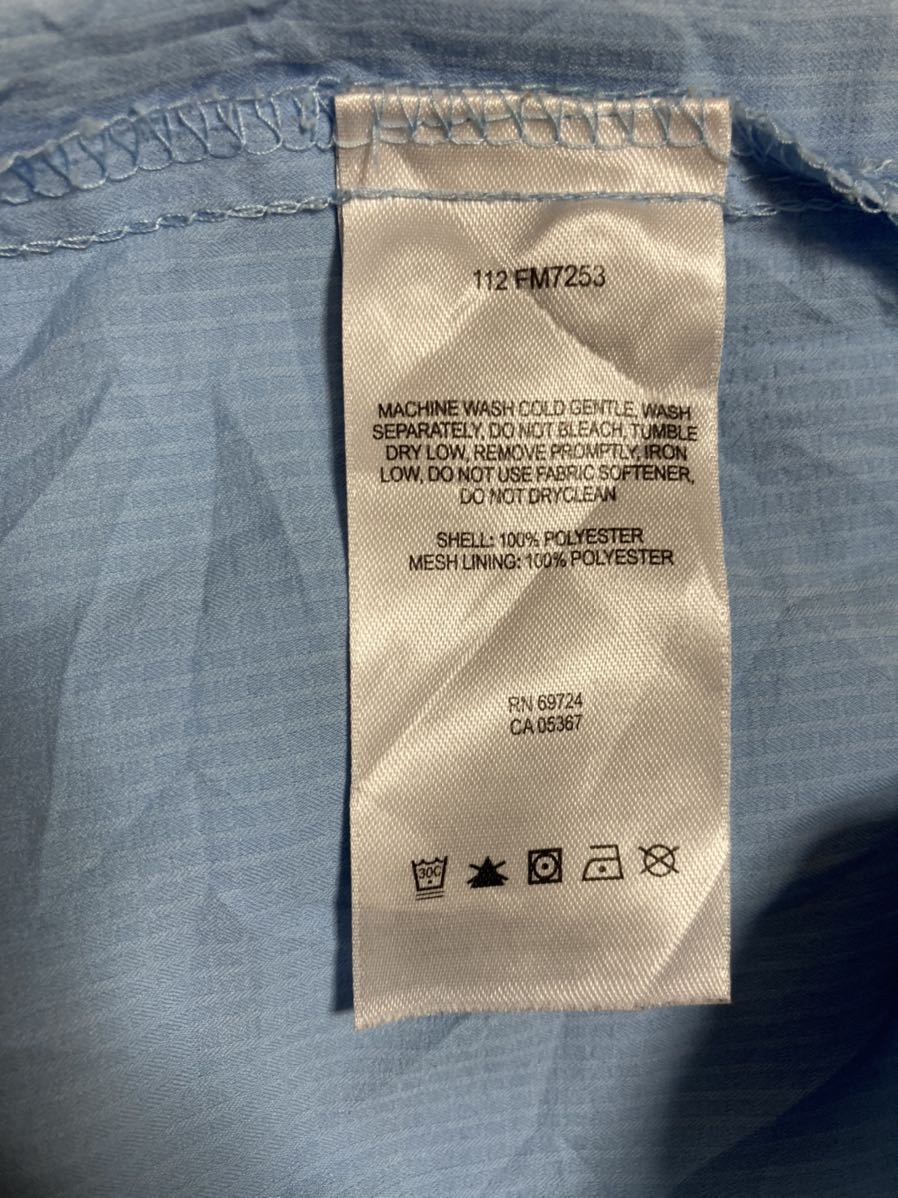 112 FM7253
MACHINE WASH COLD GENTLE, WASH
SEPARATELY, DO NOT BLEACH, TUMBLE
DRY LOW, REMOVE PROMPTLY, IRON
LOW, DO NOT USE FABRIC SOFTENER,
DO NOT DRYCLEAN
SHELL: 100% POLYESTER
MESH LINING: 100% POLYESTER
RN 69724
CA 05367
30C